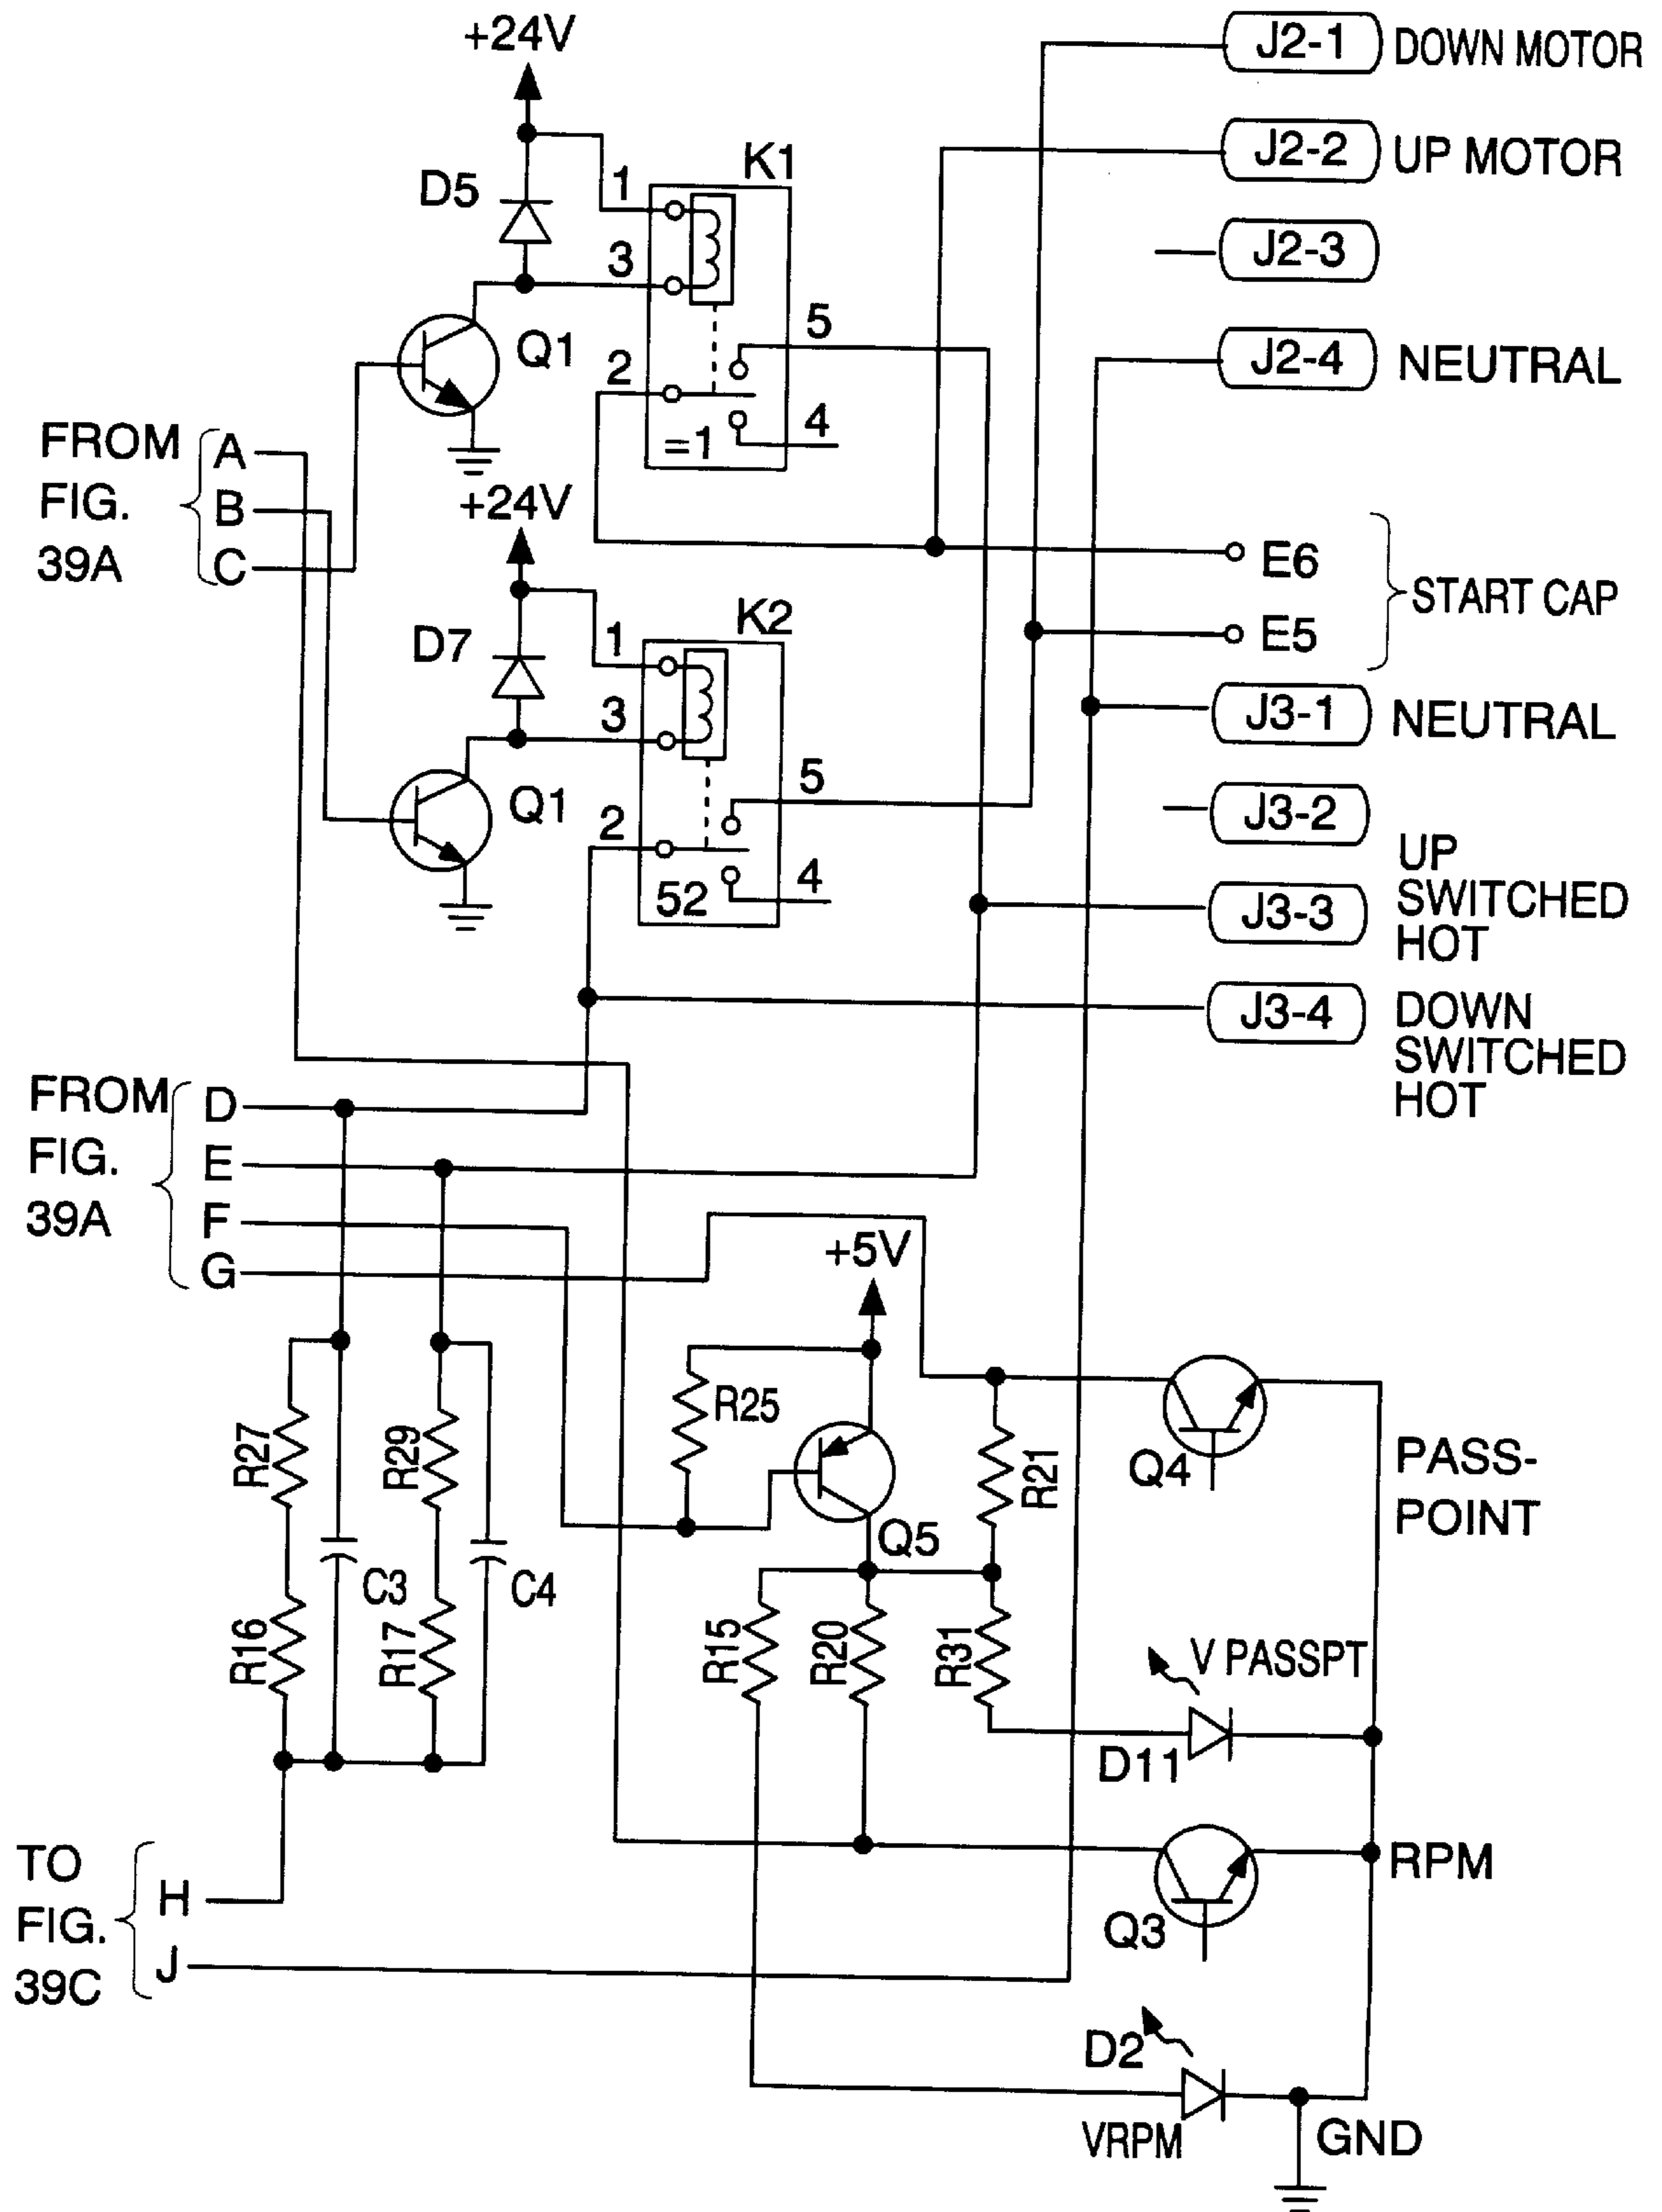 +24V
J2-1 DOWN MOTOR
J2-2 UP MOTOR
K1
D5
1
3
J2-3
Q1
5
2
J2-4 NEUTRAL
4
=1
FROM
FIG.
39A
A
B
C
+24V
E6
E5
START CAP
K2
D7
1
3
J3-1 NEUTRAL
Q1
5
2
J3-2
4
52
UP
SWITCHED
HOT
J3-3
J3-4
DOWN
SWITCHED
HOT
FROM
FIG.
39A
D
E
F
G
+5V
R25
R27
R29
R21
Q4
PASS-
POINT
Q5
C3
C4
R16
R17
R15
R20
R31
V PASSPT
D11
TO
FIG.
39C
H
J
RPM
Q3
D2
VRPM
GND